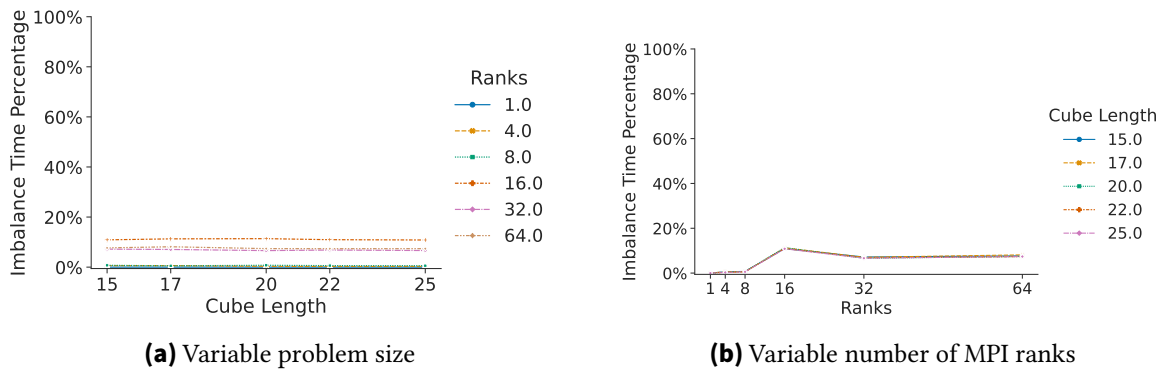 Imbalance Time Percentage
100%
80%
60%
40%
20%
0%
15 17 20 22 25
Cube Length
Ranks
1.0
4.0
8.0
16.0
32.0
64.0
(a) Variable problem size
Imbalance Time Percentage
100%
80%
60%
40%
20%
0%
1 4 8 16 32 64
Ranks
Cube Length
15.0
17.0
20.0
22.0
25.0
(b) Variable number of MPI ranks